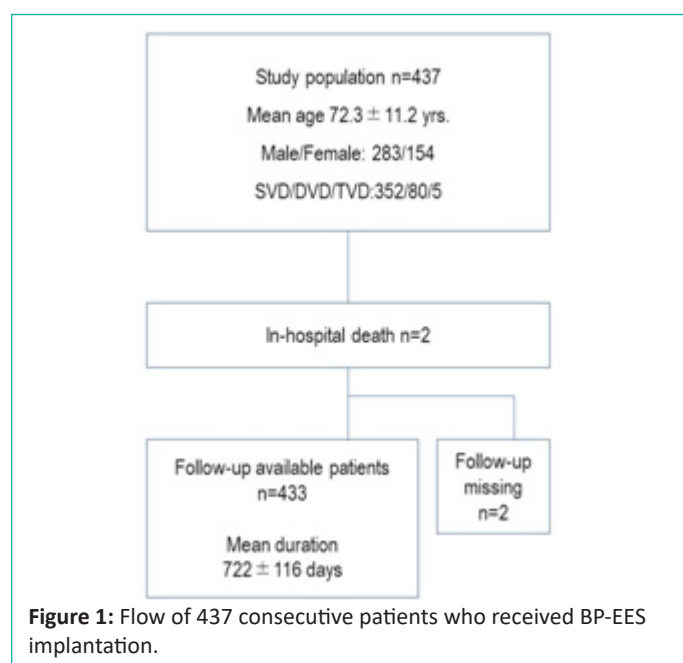 Study population n=437
Mean age 72.3 ± 11.2 yrs.
Male/Female: 283/154
SVD/DVD/TVD:352/80/5
In-hospital death n=2
Follow-up available patients
n=433
Mean duration
722 ± 116 days
Follow-up
missing
n=2
Figure 1: Flow of 437 consecutive patients who received BP-EES
implantation.